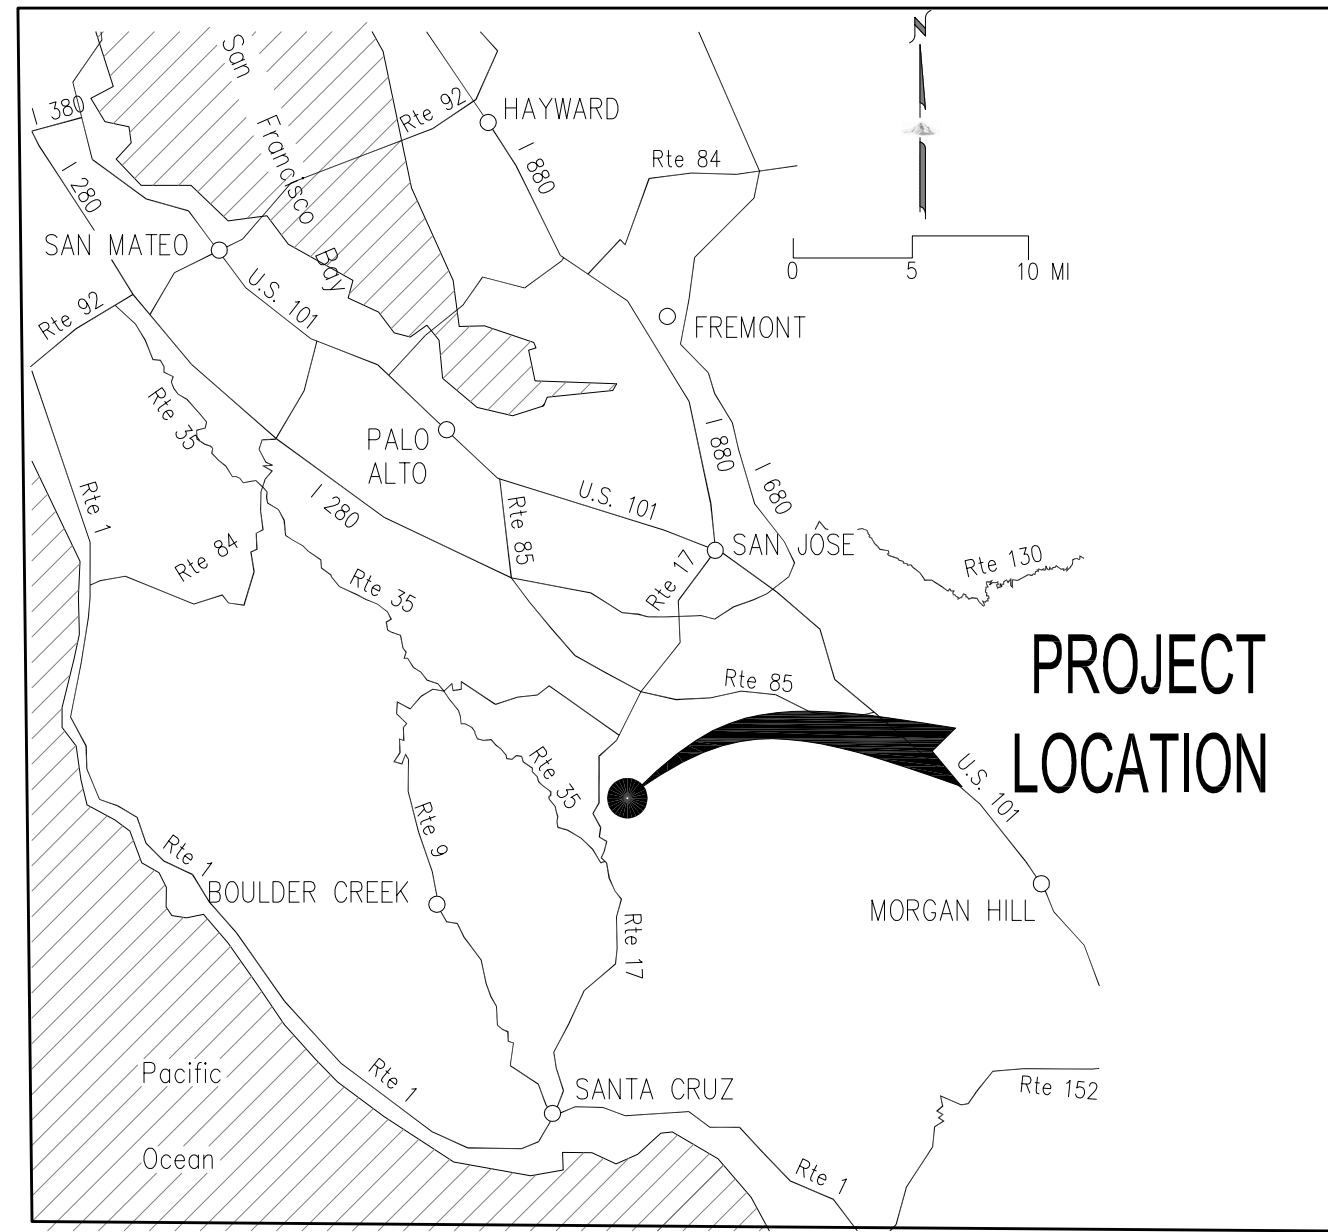 N
San
Francisco
Bay
I 380
Rte 92
HAYWARD
I 880
Rte 84
I 280
SAN MATEO
0 5 10 MI
U.S. 101
Rte 92
FREMONT
Rte 35
PALO
ALTO
I 880
I 680
Rte 1
I 280
Rte 85
U.S. 101
SAN JÔSE
Rte 84
Rte 35
Rte 17
Rte 130
PROJECT
LOCATION
Rte 85
Rte 35
U.S. 101
Rte 9
Rte 1
BOULDER CREEK
MORGAN HILL
Rte 17
Pacific
Ocean
Rte 1
SANTA CRUZ
Rte 152
Rte 1